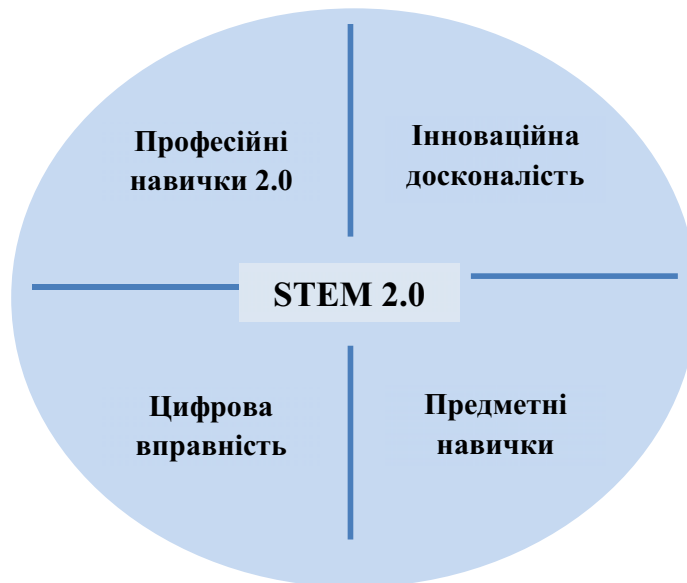 Професійні
навички 2.0
Інноваційна
досконалість
STEM 2.0
Цифрова
вправність
Предметні
навички